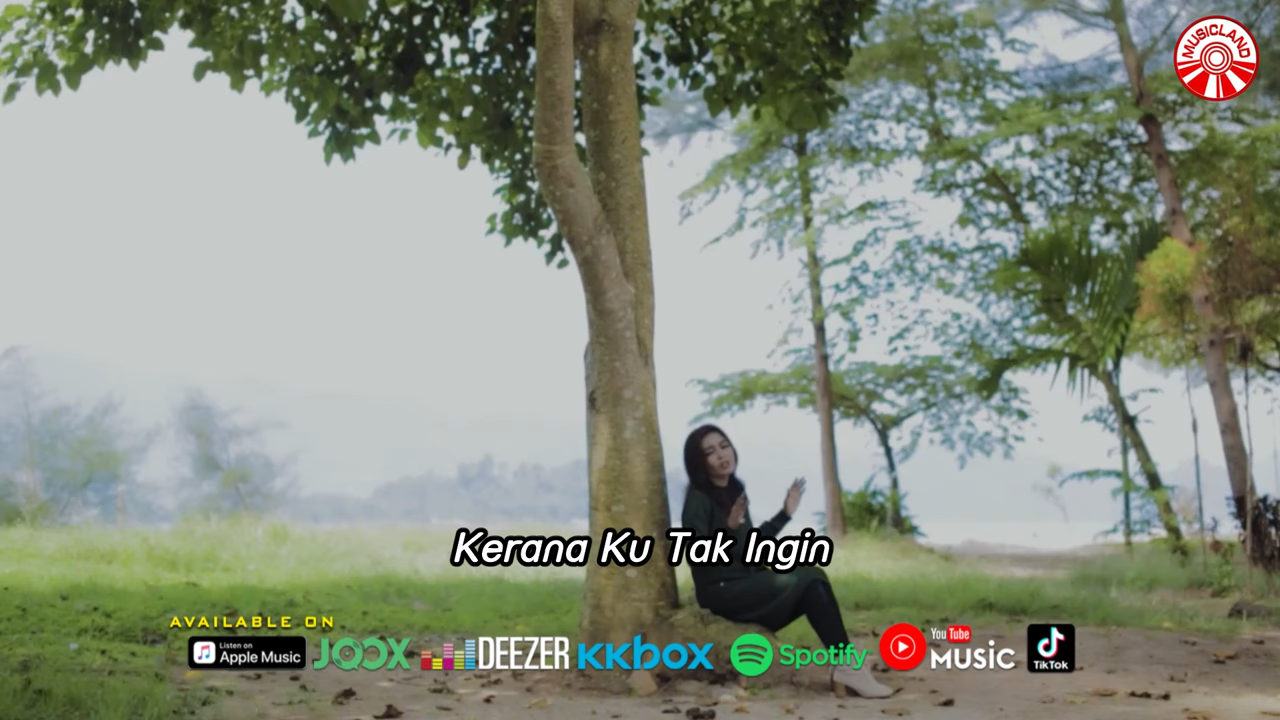 MUSICLAND
Kerana Ku Tak Ingin
AVAILABLE ON
Listen on
Apple Music
JOOX
DEEZER
KKBOX
Spotify
YouTube
MUSIC
TikTok